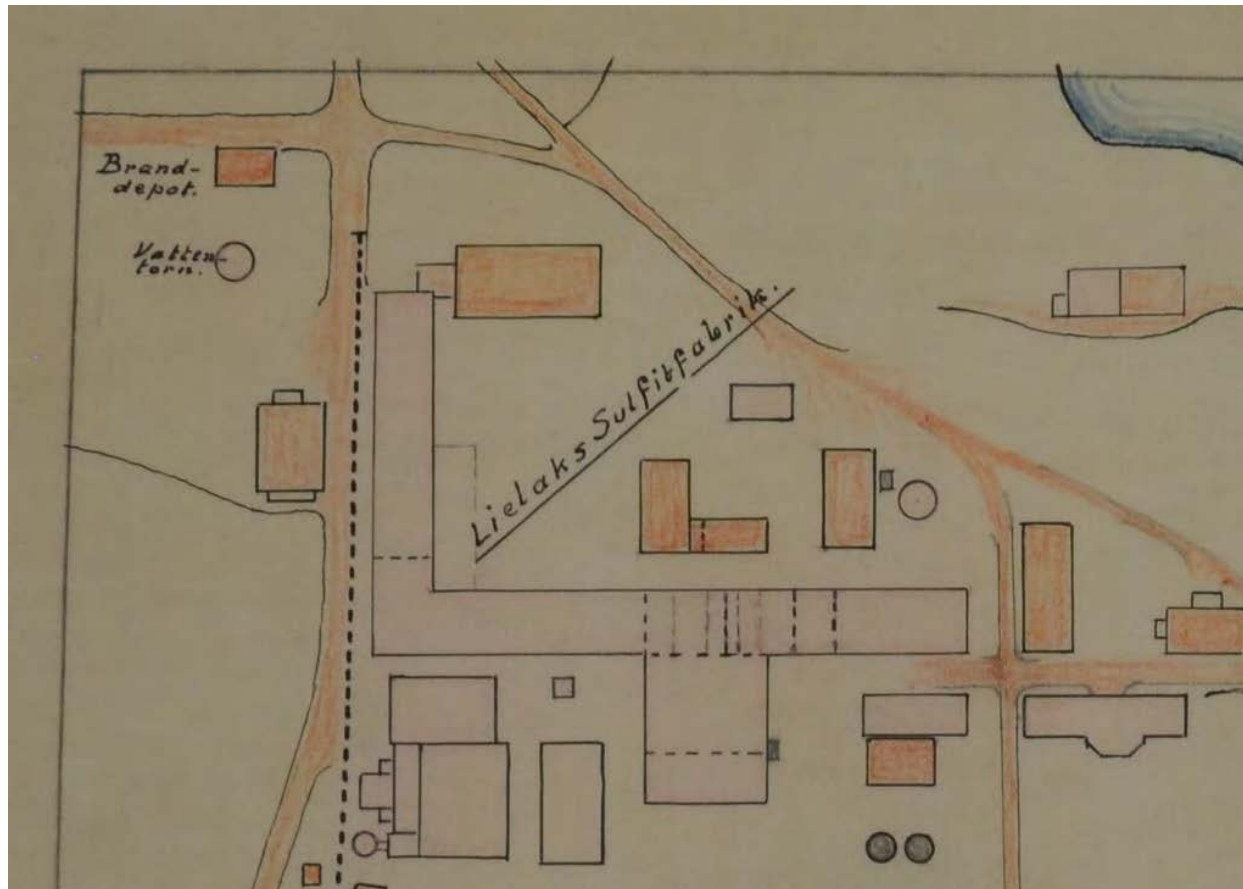 Brand-
depot.
Vatten-
torn.
Lielaks Sulfitfabrik.